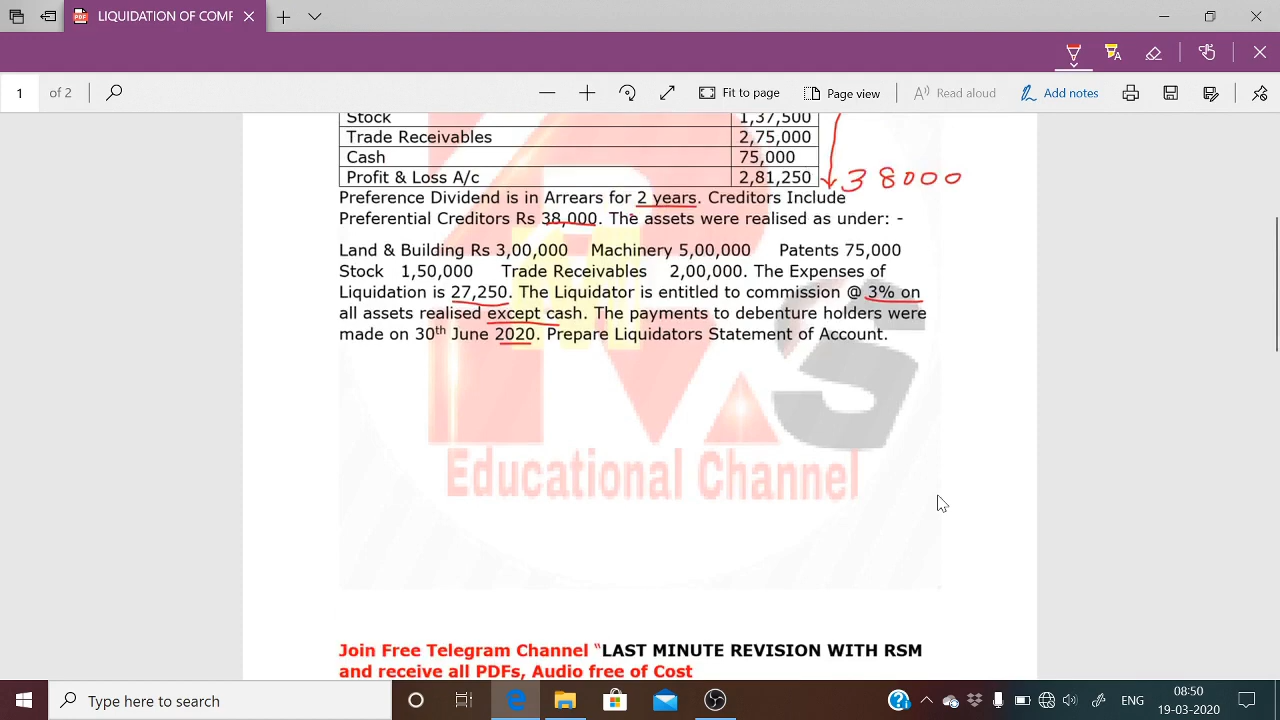 LIQUIDATION OF COMF
1 of 2
Fit to page
Page view
Read aloud
Add notes
Stock 1,37,500
Trade Receivables 2,75,000
Cash 75,000
Profit & Loss A/c 2,81,250
38000
Preference Dividend is in Arrears for 2 years. Creditors Include
Preferential Creditors Rs 38,000. The assets were realised as under: -
Land & Building Rs 3,00,000 Machinery 5,00,000 Patents 75,000
Stock 1,50,000 Trade Receivables 2,00,000. The Expenses of
Liquidation is 27,250. The Liquidator is entitled to commission @ 3% on
all assets realised except cash. The payments to debenture holders were
made on 30th June 2020. Prepare Liquidators Statement of Account.
Educational Channel
Join Free Telegram Channel “LAST MINUTE REVISION WITH RSM
and receive all PDFs, Audio free of Cost
Type here to search
ENG
08:50
19-03-2020